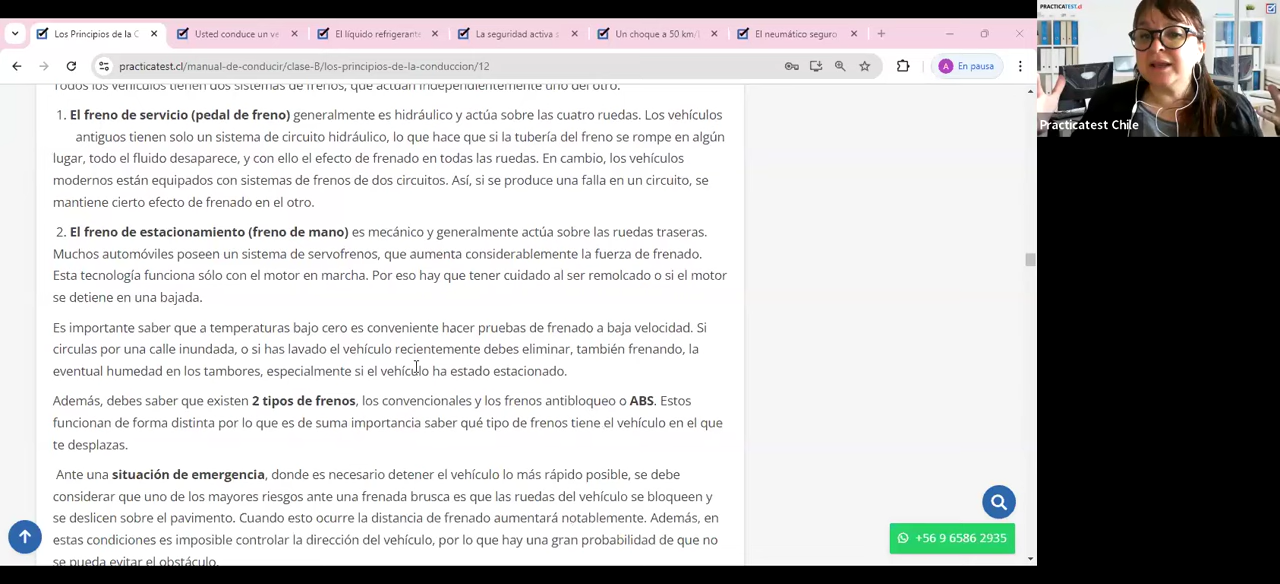 Los Principios de la C
Usted conduce un ve
El líquido refrigerante
La seguridad activa
Un choque a 50 km/
El neumático seguro
practicatest.cl/manual-de-conducir/clase-B/los-principios-de-la-conduccion/12
A
En pausa
PRACTICATEST.cl
Practicatest Chile
Todos los vehículos tienen dos sistemas de frenos, que actúan independientemente uno del otro.
1. El freno de servicio (pedal de freno) generalmente es hidráulico y actúa sobre las cuatro ruedas. Los vehículos
antiguos tienen solo un sistema de circuito hidráulico, lo que hace que si la tubería del freno se rompe en algún
lugar, todo el fluido desaparece, y con ello el efecto de frenado en todas las ruedas. En cambio, los vehículos
modernos están equipados con sistemas de frenos de dos circuitos. Así, si se produce una falla en un circuito, se
mantiene cierto efecto de frenado en el otro.
2. El freno de estacionamiento (freno de mano) es mecánico y generalmente actúa sobre las ruedas traseras.
Muchos automóviles poseen un sistema de servofrenos, que aumenta considerablemente la fuerza de frenado.
Esta tecnología funciona sólo con el motor en marcha. Por eso hay que tener cuidado al ser remolcado o si el motor
se detiene en una bajada.
Es importante saber que a temperaturas bajo cero es conveniente hacer pruebas de frenado a baja velocidad. Si
circulas por una calle inundada, o si has lavado el vehículo recientemente debes eliminar, también frenando, la
eventual humedad en los tambores, especialmente si el vehículo ha estado estacionado.
Además, debes saber que existen 2 tipos de frenos, los convencionales y los frenos antibloqueo o ABS. Estos
funcionan de forma distinta por lo que es de suma importancia saber qué tipo de frenos tiene el vehículo en el que
te desplazas.
Ante una situación de emergencia, donde es necesario detener el vehículo lo más rápido posible, se debe
considerar que uno de los mayores riesgos ante una frenada brusca es que las ruedas del vehículo se bloqueen y
se deslicen sobre el pavimento. Cuando esto ocurre la distancia de frenado aumentará notablemente. Además, en
estas condiciones es imposible controlar la dirección del vehículo, por lo que hay una gran probabilidad de que no
se pueda evitar el obstáculo.
+56 9 6586 2935